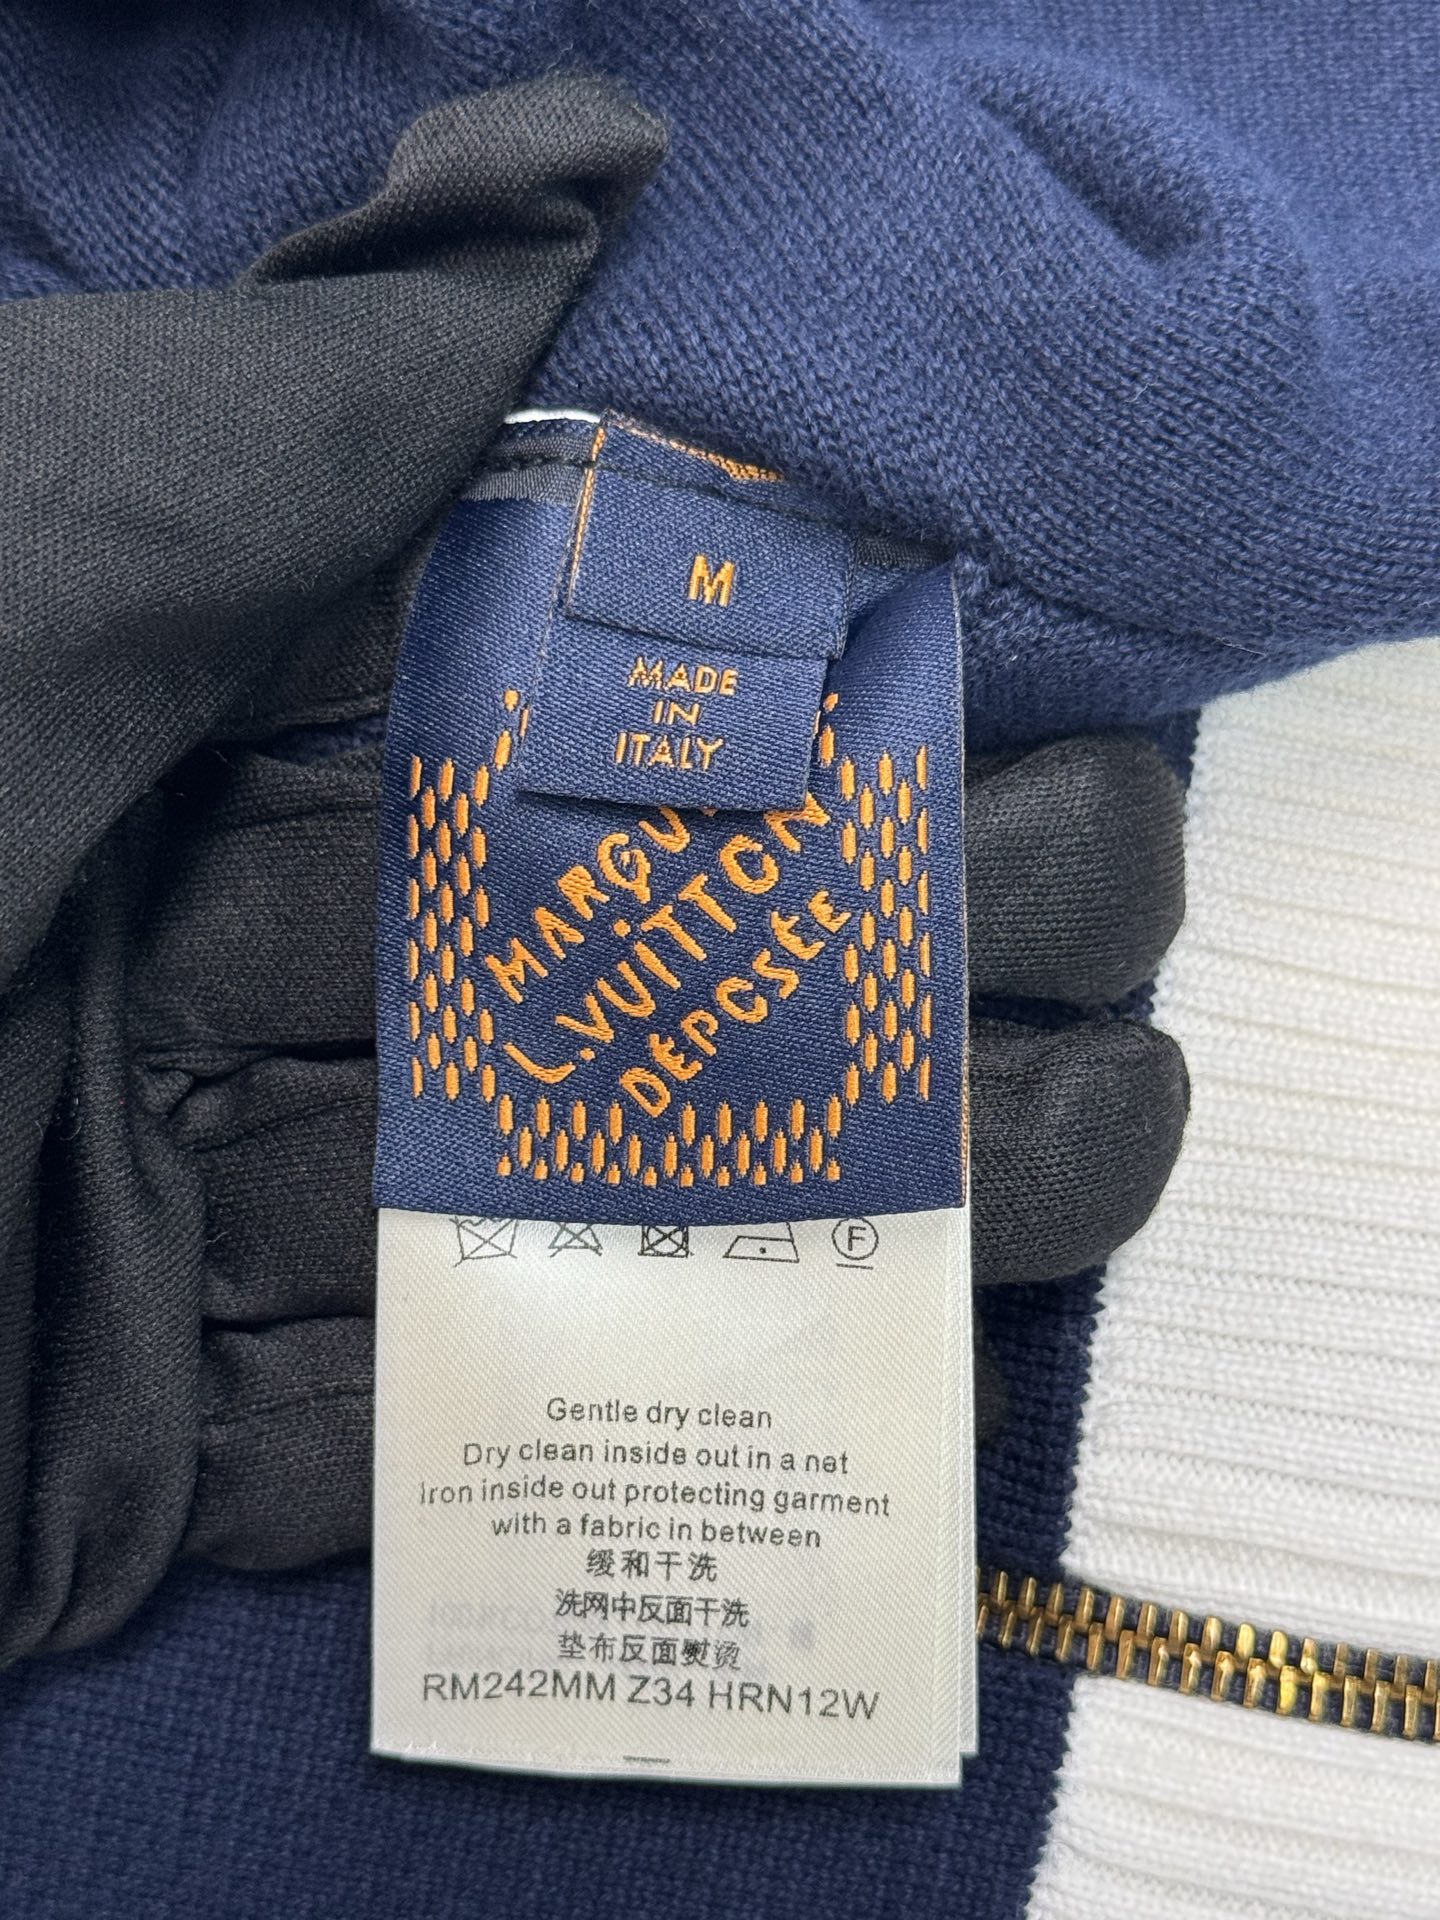 M
MADE
IN
ITALY
L.VUITTON
DÉPOSÉE
F
Gentle dry clean
Dry clean inside out in a net
Iron inside out protecting garment
with a fabric in between
缓和干洗
洗网中反面干洗
垫布反面熨烫
RM242MM Z34 HRN12W